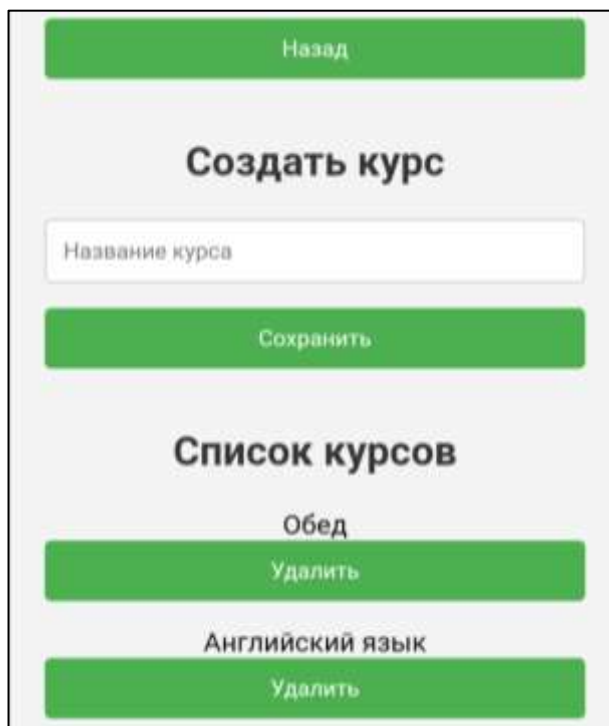 Назад
Создать курс
Название курса
Сохранить
Список курсов
Обед
Удалить
Английский язык
Удалить